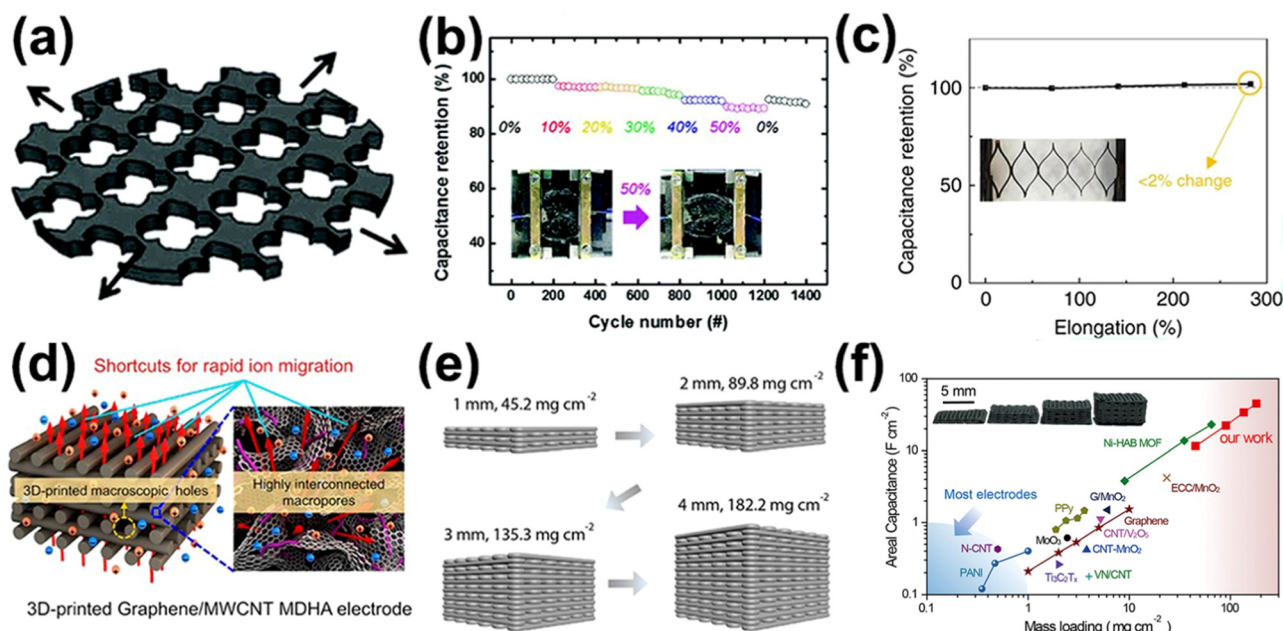 (a)
(b)
Capacitance retention (%)
100
80
60
40
0% 10% 20% 30% 40% 50% 0%
50%
0 200 400 600 800 1000 1200 1400
Cycle number (#)
(c)
Capacitance retention (%)
100
50
0
<2% change
0 100 200 300
Elongation (%)
(d)
Shortcuts for rapid ion migration
3D-printed macroscopic holes
Highly interconnected
macropores
3D-printed Graphene/MWCNT MDHA electrode
(e)
1 mm, 45.2 mg cm⁻²
2 mm, 89.8 mg cm⁻²
3 mm, 135.3 mg cm⁻²
4 mm, 182.2 mg cm⁻²
(f)
Areal Capacitance (F cm⁻²)
100
10
1
0.1
5 mm
Ni-HAB MOF
our work
ECC/MnO₂
Most electrodes
G/MnO₂
PPy
Graphene
CNT/V₂O₅
MoO₃
N-CNT
CNT-MnO₂
PANI
Ti₃C₂Tₓ
VN/CNT
0.1 1 10 100
Mass loading (mg cm⁻²)